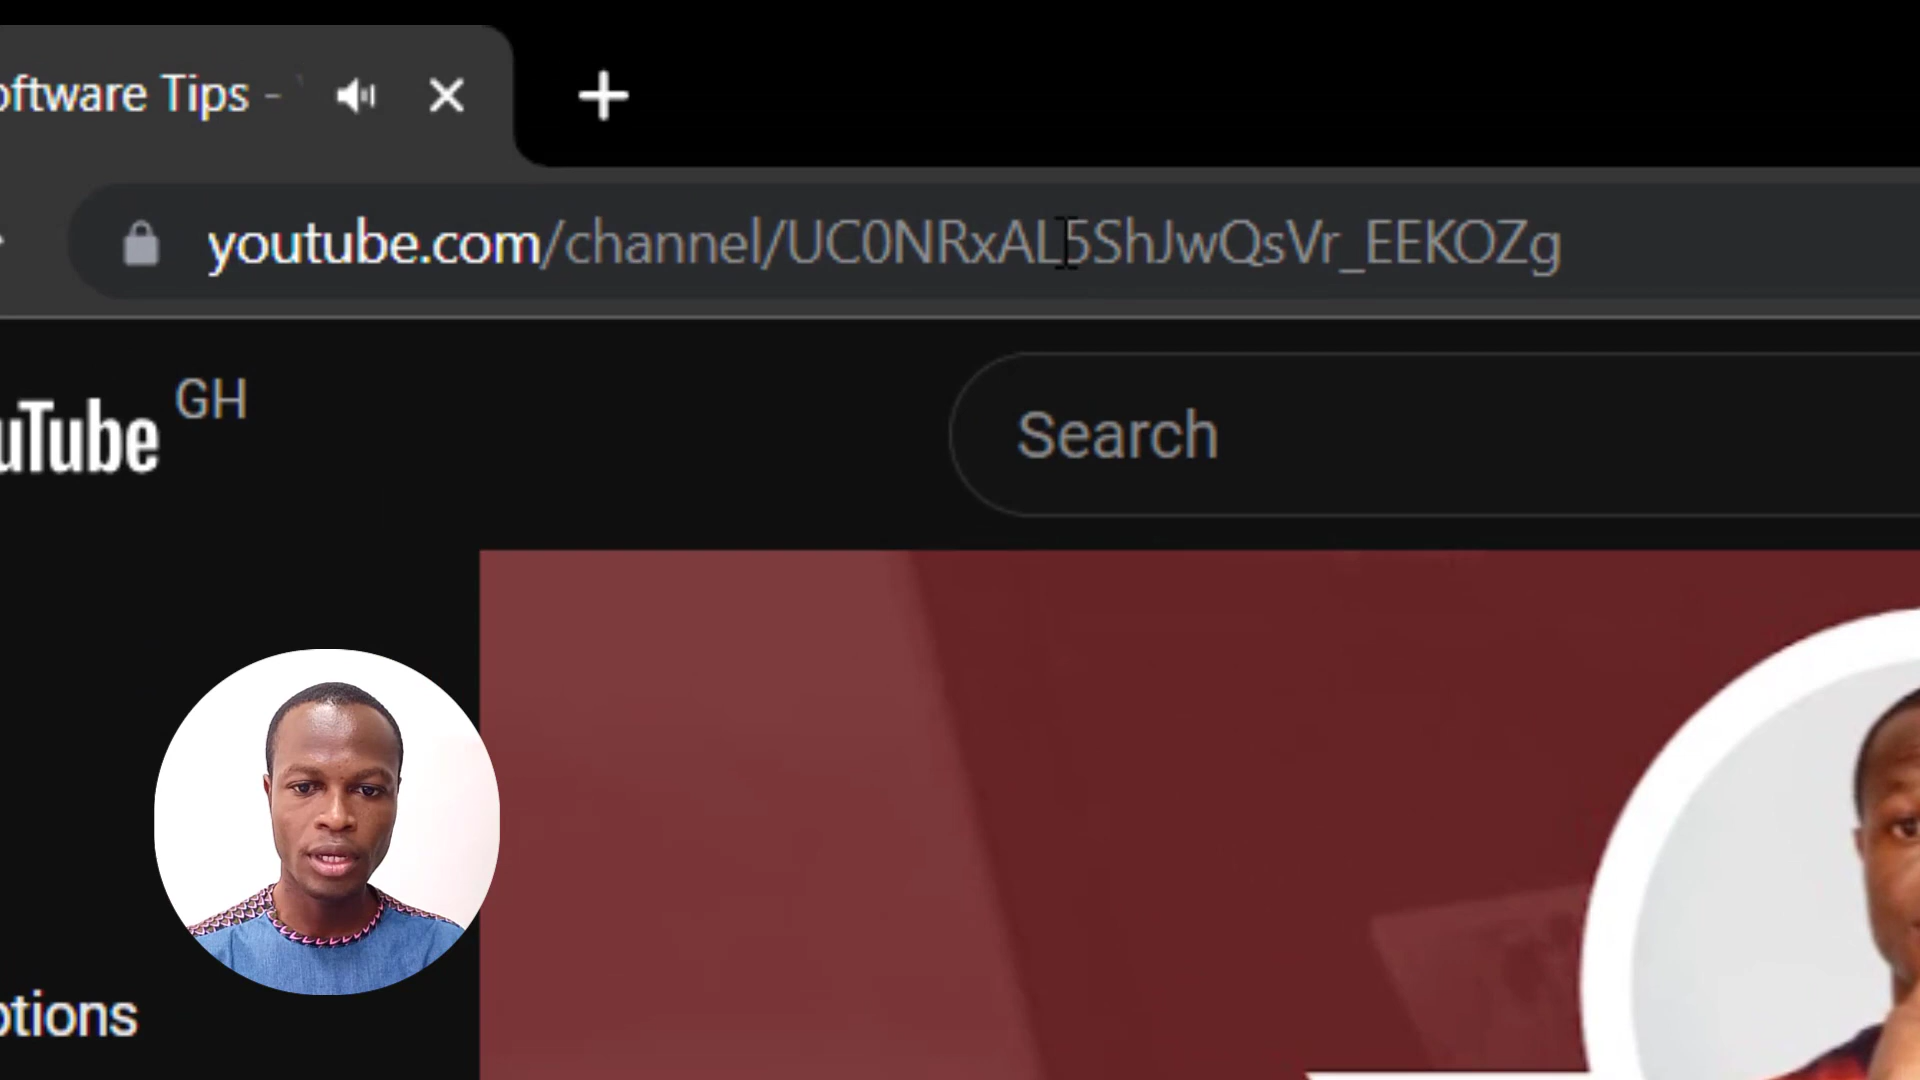 oftware Tips -
youtube.com/channel/UC0NRxAL5ShJwQsVr_EEKOZg
uTube GH
Search
otions